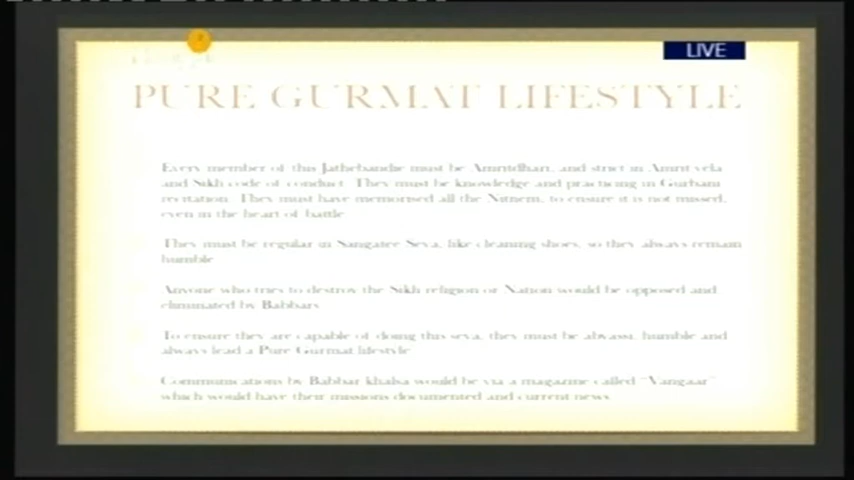 LIVE
PURE GURMAT LIFESTYLE
Every member of this Jathebandie must be Amritdhari, and strict in Amrit vela
and Sikh code of conduct. They must be knowledge and practicing in Gurbani
recitation. They must have memorised all the Nitnem, to ensure it is not missed,
even in the heart of battle
They must be regular in Sangatee Seva, like cleaning shoes, so they always remain
humble
Anyone who tries to destroy the Sikh religion or Nation would be opposed and
eliminated by Babbars
To ensure they are capable of doing this seva, they must be abyassi, humble and
always lead a Pure Gurmat lifestyle
Communications by Babbar khalsa would be via a magazine called "Vangaar"
which would have their missions documented and current news